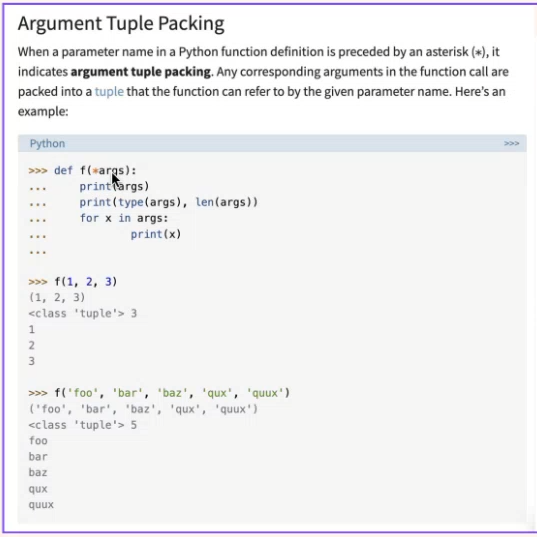 Argument Tuple Packing
When a parameter name in a Python function definition is preceded by an asterisk (*), it
indicates argument tuple packing. Any corresponding arguments in the function call are
packed into a tuple that the function can refer to by the given parameter name. Here's an
example:
Python >>>
>>> def f(*args):
...     print(args)
...     print(type(args), len(args))
...     for x in args:
...             print(x)
...
>>> f(1, 2, 3)
(1, 2, 3)
<class 'tuple'> 3
1
2
3
>>> f('foo', 'bar', 'baz', 'qux', 'quux')
('foo', 'bar', 'baz', 'qux', 'quux')
<class 'tuple'> 5
foo
bar
baz
qux
quux